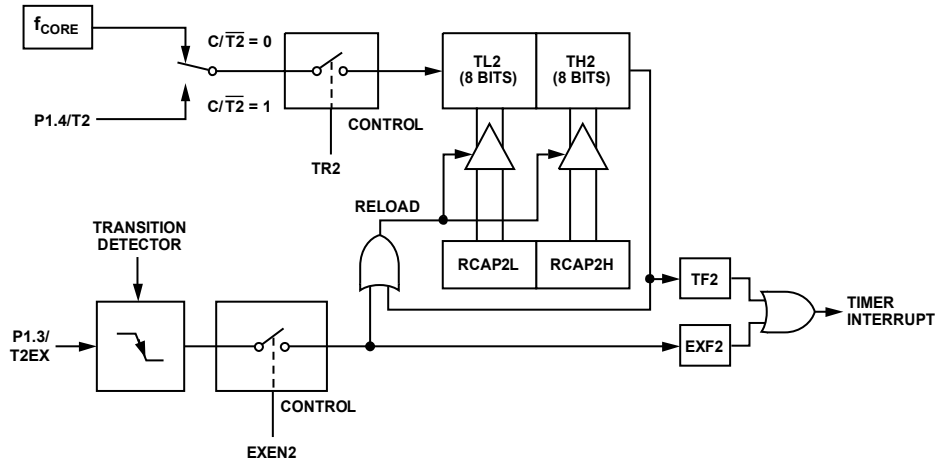 fCORE
C/T2 = 0
C/T2 = 1
P1.4/T2
CONTROL
TR2
TL2
(8 BITS)
TH2
(8 BITS)
RELOAD
TRANSITION
DETECTOR
RCAP2L
RCAP2H
TF2
TIMER
INTERRUPT
P1.3/
T2EX
EXF2
CONTROL
EXEN2